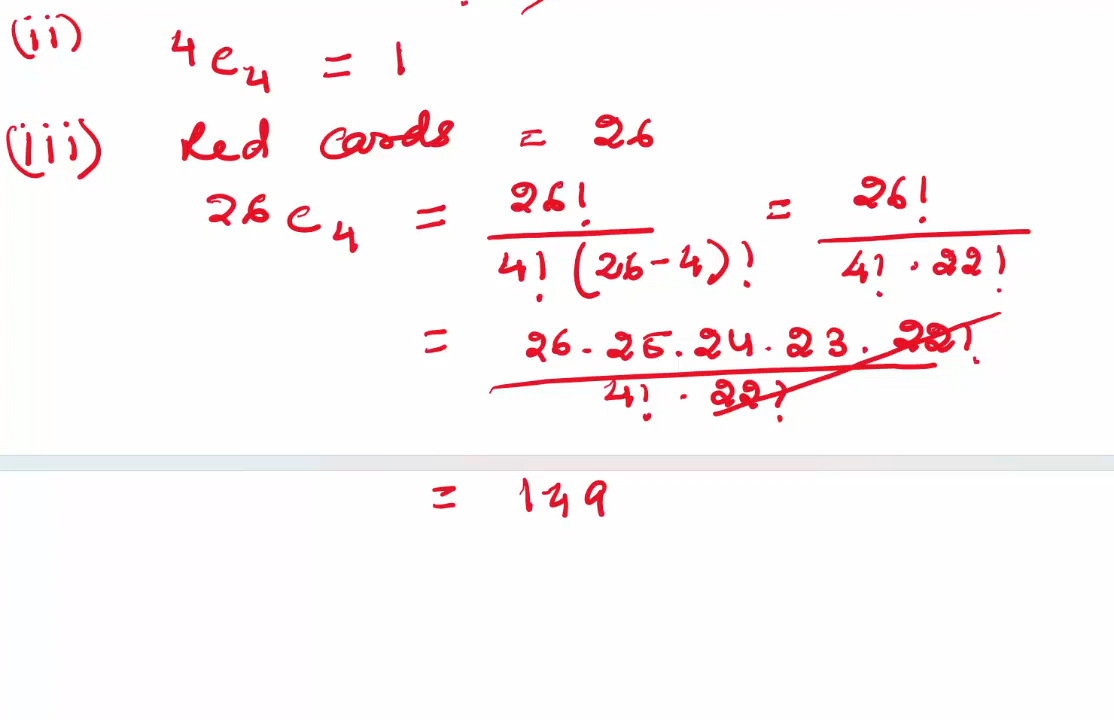 (ii) ⁴C₄ = 1
(iii) Red cards = 26
²⁶C₄ = 26! / 4! (26-4)! = 26! / 4! · 22!
= 26 · 25 · 24 · 23 · 22! / 4! · 22!
= 149